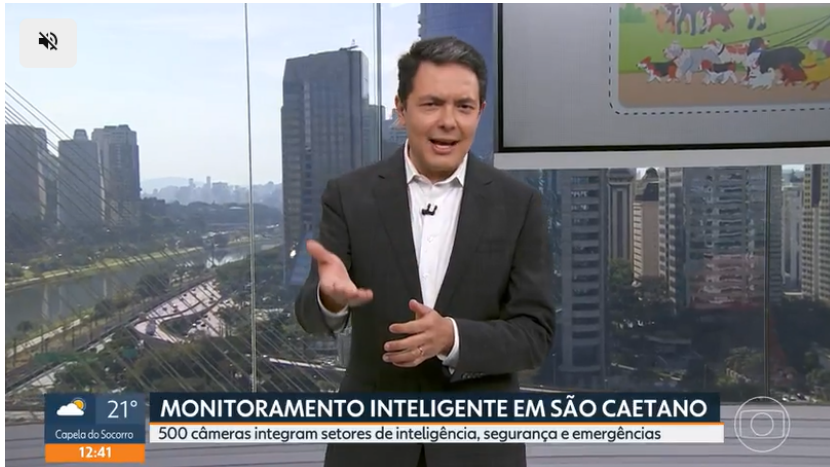 MONITORAMENTO INTELIGENTE EM SÃO CAETANO
500 câmeras integram setores de inteligência, segurança e emergências
21°
Capela do Socorro
12:41